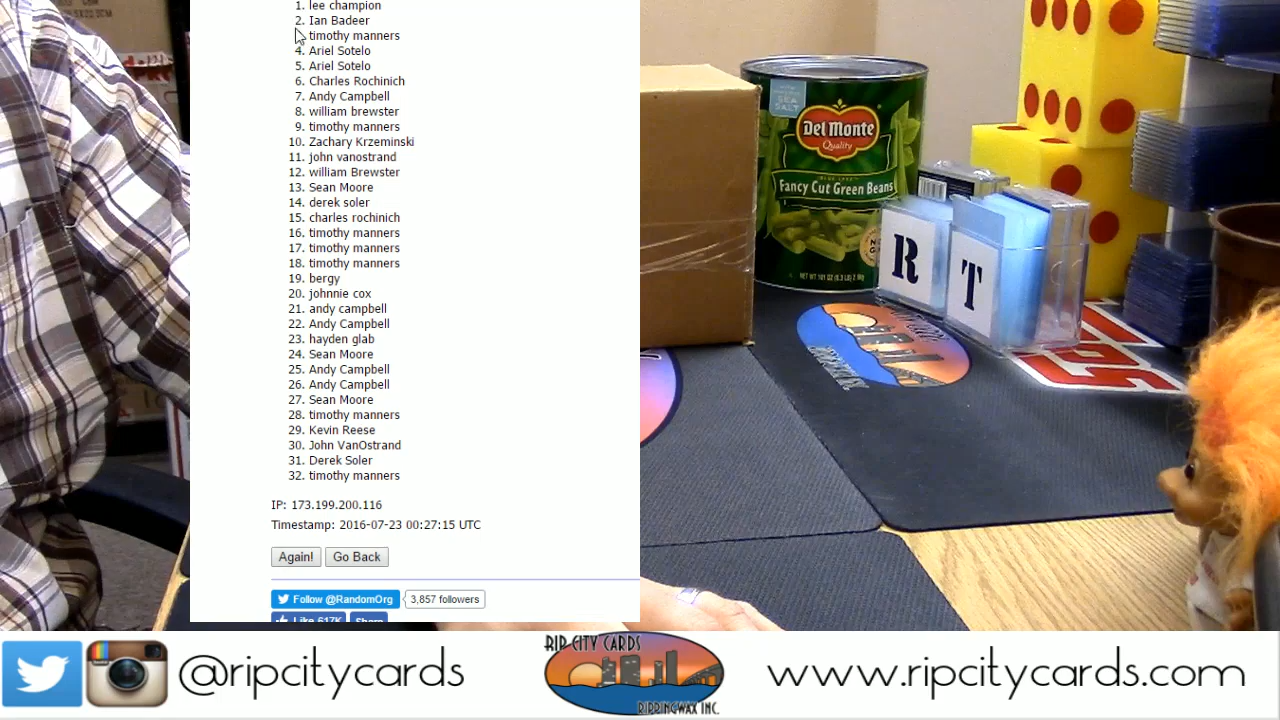 1. lee champion
2. Ian Badeer
timothy manners
4. Ariel Sotelo
5. Ariel Sotelo
6. Charles Rochinich
7. Andy Campbell
8. william brewster
9. timothy manners
10. Zachary Krzeminski
11. john vanostrand
12. william Brewster
13. Sean Moore
14. derek soler
15. charles rochinich
16. timothy manners
17. timothy manners
18. timothy manners
19. bergy
20. johnnie cox
21. andy campbell
22. Andy Campbell
23. hayden glab
24. Sean Moore
25. Andy Campbell
26. Andy Campbell
27. Sean Moore
28. timothy manners
29. Kevin Reese
30. John VanOstrand
31. Derek Soler
32. timothy manners
IP: 173.199.200.116
Timestamp: 2016-07-23 00:27:15 UTC
Again! Go Back
Follow @RandomOrg 3,857 followers
Like 617K Share
SEA SALT
Del Monte
Quality
Fancy Cut Green Beans
R T
@ripcitycards
RIP CITY CARDS
RIPPINGWAX INC.
www.ripcitycards.com